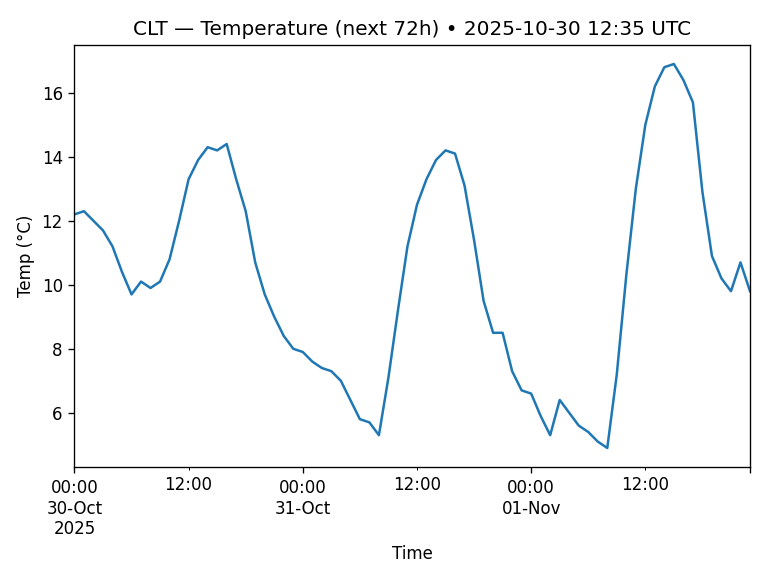 CLT — Temperature (next 72h) • 2025-10-30 12:35 UTC
Temp (°C)
16
14
12
10
8
6
00:00 12:00 00:00 12:00 00:00 12:00
30-Oct 31-Oct 01-Nov
2025
Time